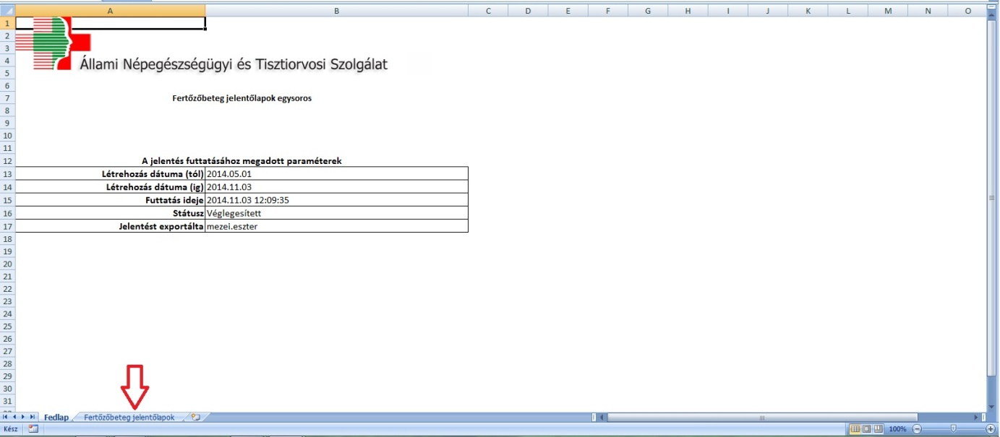 A B C D E F G H I J K L M N O
1
2
3
4 Állami Népegészségügyi és Tisztiorvosi Szolgálat
5
6
7 Fertőzőbeteg jelentőlapok egysoros
8
9
10
11
12 A jelentés futtatásához megadott paraméterek
13 Létrehozás dátuma (tól) 2014.05.01
14 Létrehozás dátuma (ig) 2014.11.03
15 Futtatás ideje 2014.11.03 12:09:35
16 Státusz Véglegesített
17 Jelentést exportálta mezei.eszter
18
19
20
21
22
23
24
25
26
27
28
29
30
31
Fedlap Fertőzőbeteg jelentőlapok
Kész 100%